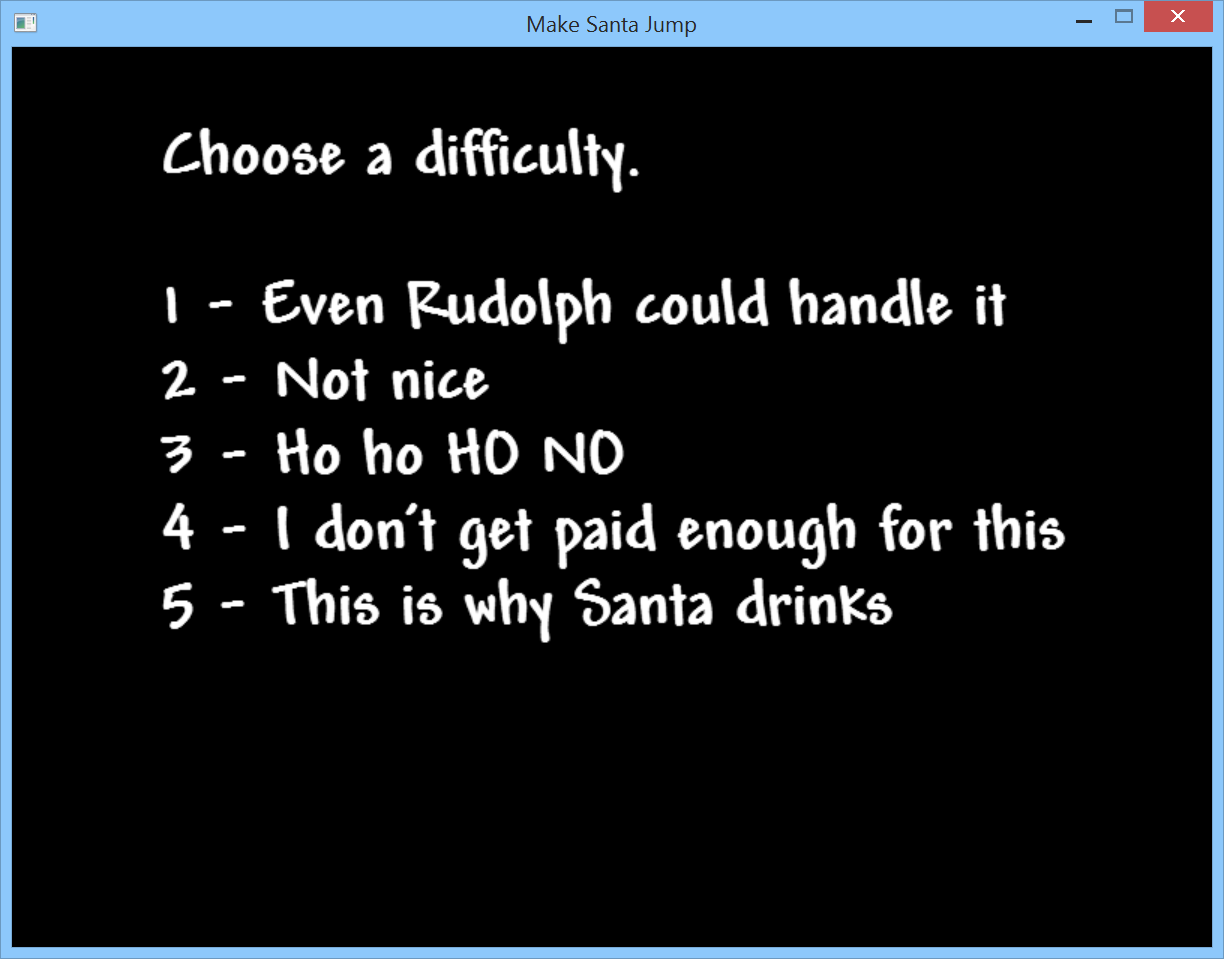 Make Santa Jump
Choose a difficulty.
1 - Even Rudolph could handle it
2 - Not nice
3 - Ho ho HO NO
4 - I don't get paid enough for this
5 - This is why Santa drinks